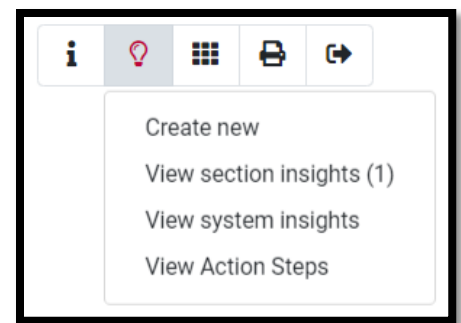 Create new
View section insights (1)
View system insights
View Action Steps